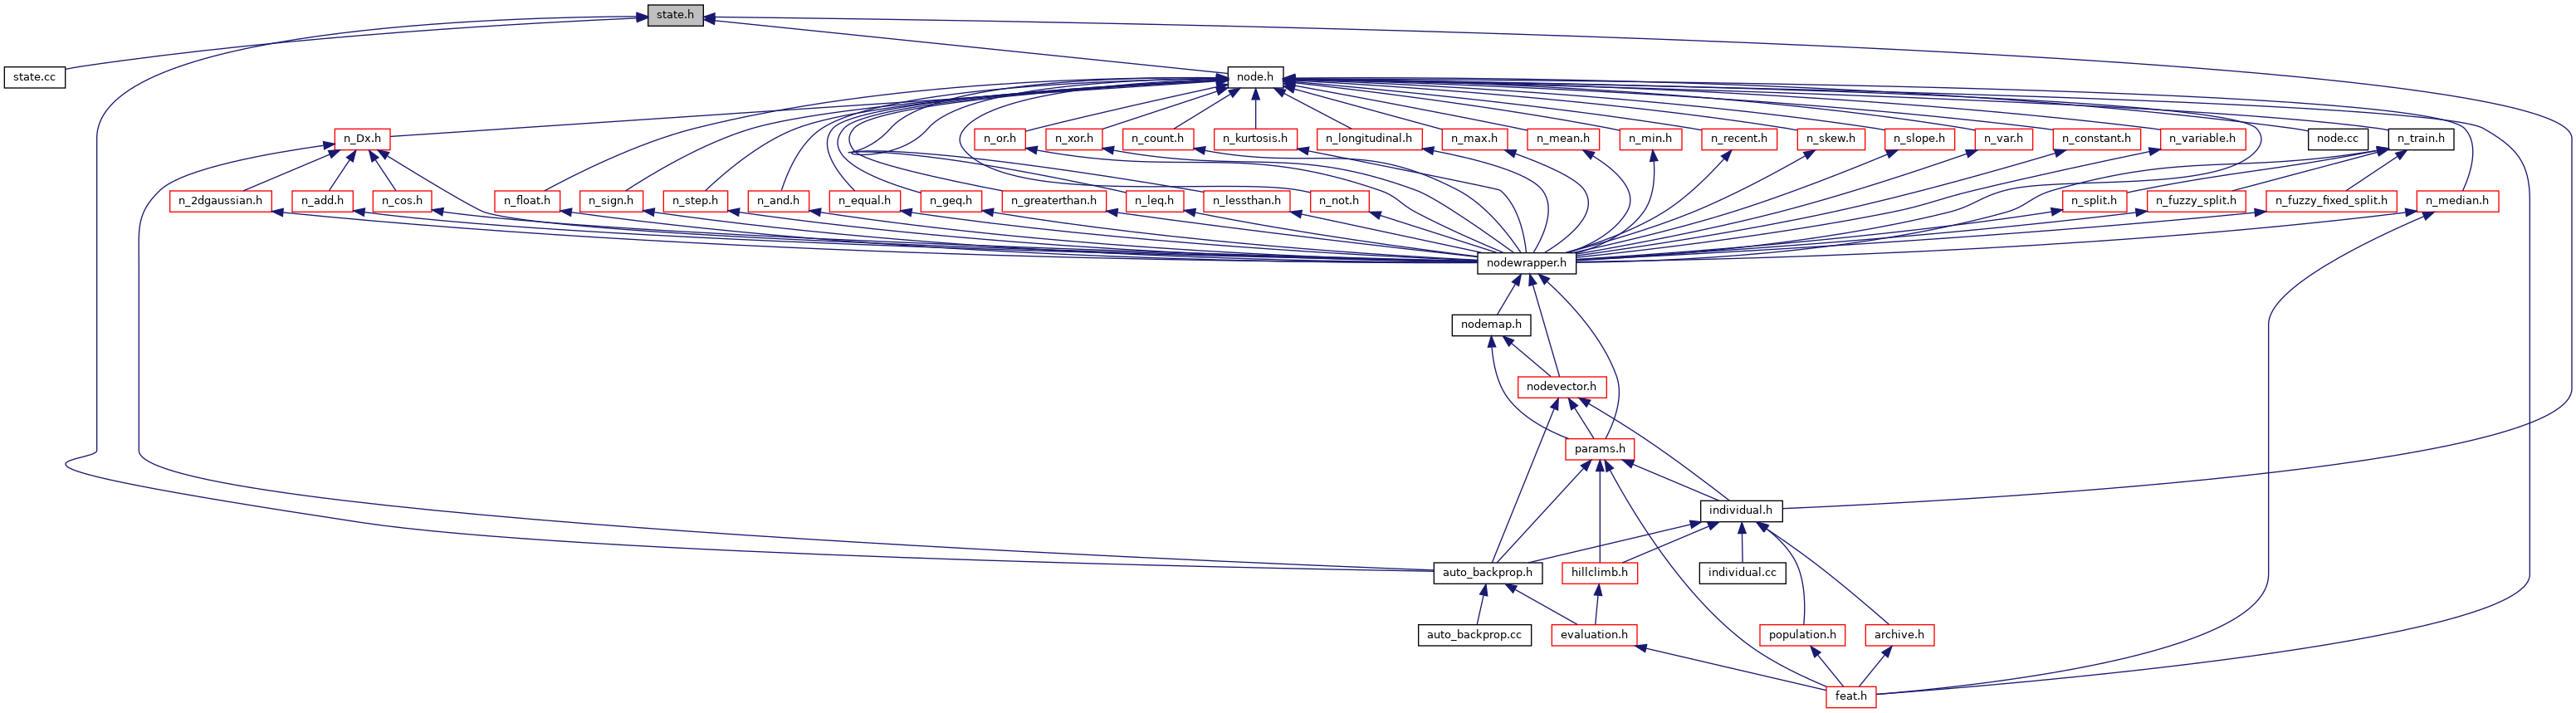 state.h
state.cc
node.h
n_Dx.h
n_or.h
n_xor.h
n_count.h
n_kurtosis.h
n_longitudinal.h
n_max.h
n_mean.h
n_min.h
n_recent.h
n_skew.h
n_slope.h
n_var.h
n_constant.h
n_variable.h
node.cc
n_train.h
n_2dgaussian.h
n_add.h
n_cos.h
n_float.h
n_sign.h
n_step.h
n_and.h
n_equal.h
n_geq.h
n_greaterthan.h
n_leq.h
n_lessthan.h
n_not.h
n_split.h
n_fuzzy_split.h
n_fuzzy_fixed_split.h
n_median.h
nodewrapper.h
nodemap.h
nodevector.h
params.h
individual.h
auto_backprop.h
hillclimb.h
individual.cc
auto_backprop.cc
evaluation.h
population.h
archive.h
feat.h